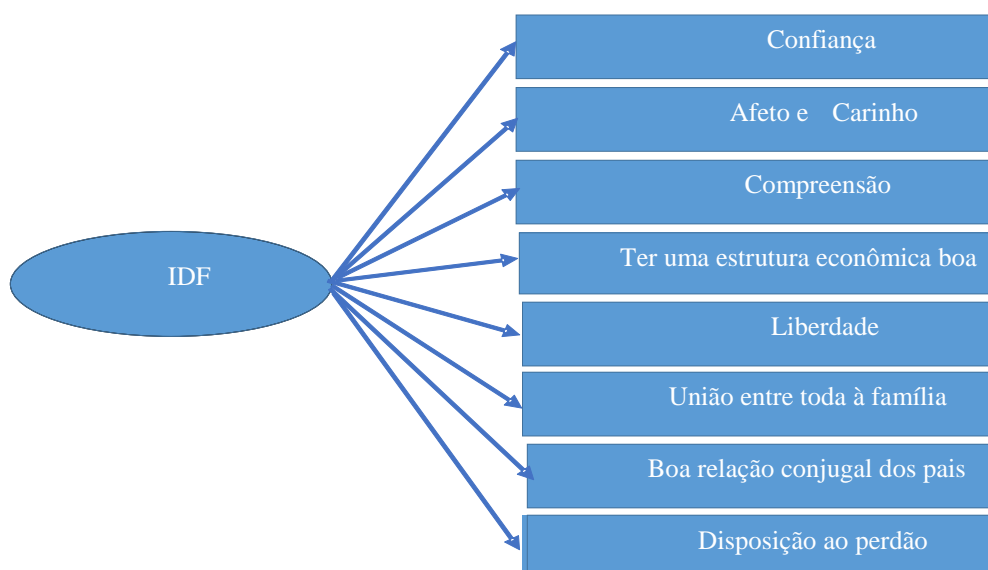 Confiança
Afeto e Carinho
Compreensão
IDF
Ter uma estrutura econômica boa
Liberdade
União entre toda à família
Boa relação conjugal dos pais
Disposição ao perdão